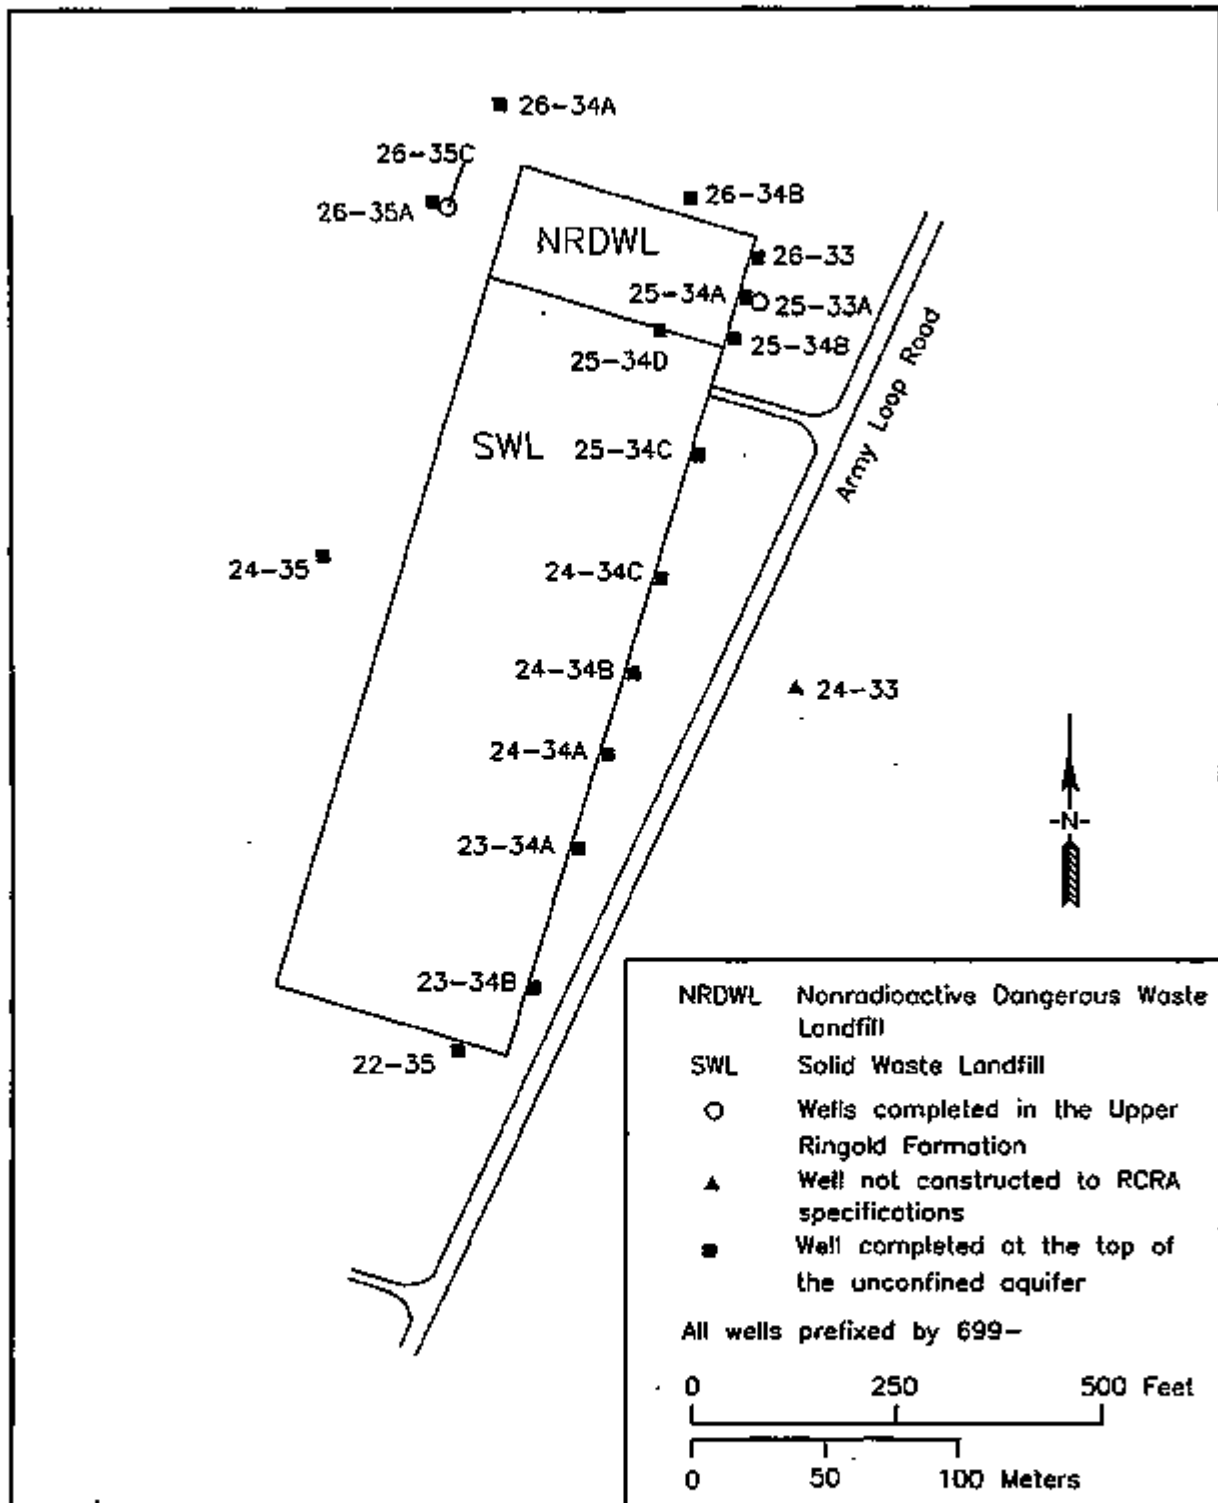 26-34A
26-35C
26-35A
26-34B
NRDWL
26-33
25-34A
25-33A
25-34D
25-34B
Army Loop Road
SWL
25-34C
24-35
24-34C
24-34B
24-33
24-34A
-N-
23-34A
23-34B
22-35
NRDWL Nonradioactive Dangerous Waste
Landfill
SWL Solid Waste Landfill
Wells completed in the Upper
Ringold Formation
Well not constructed to RCRA
specifications
Well completed at the top of
the unconfined aquifer
All wells prefixed by 699-
0 250 500 Feet
0 50 100 Meters